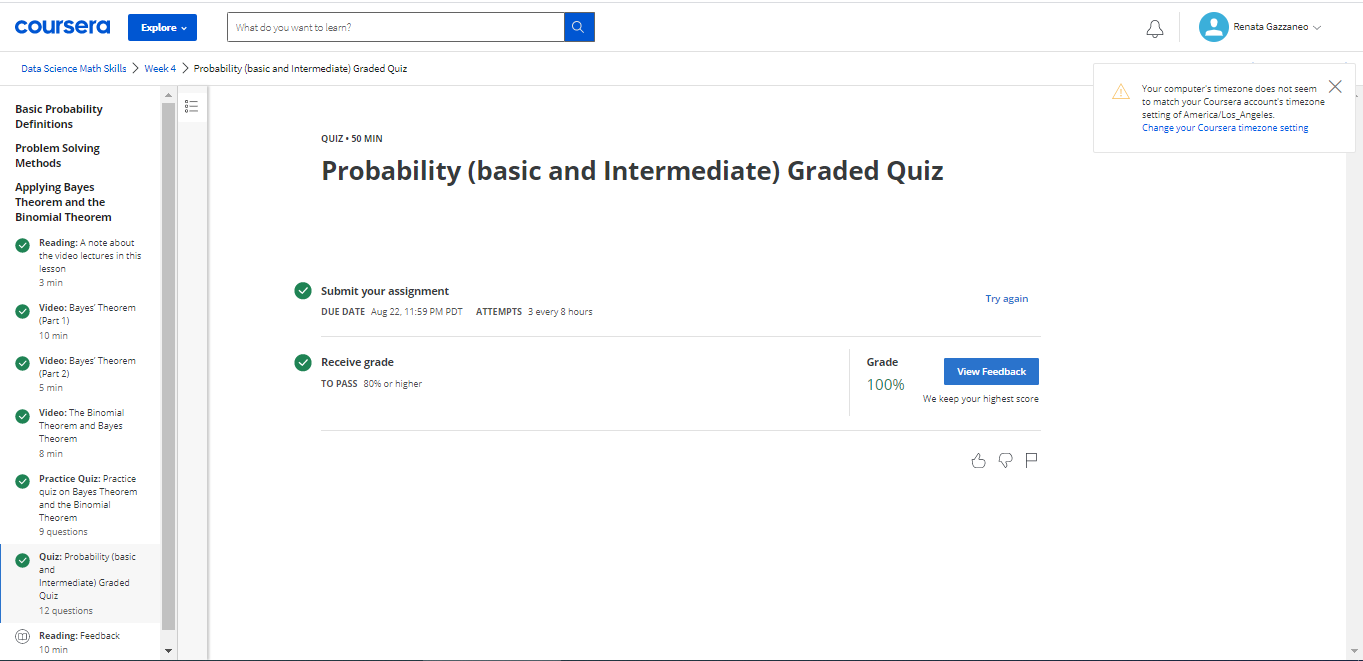 coursera
Explore
What do you want to learn?
Renata Gazzaneo
Data Science Math Skills
Week 4
Probability (basic and Intermediate) Graded Quiz
Your computer's timezone does not seem
to match your Coursera account's timezone
setting of America/Los_Angeles.
Change your Coursera timezone setting
Basic Probability
Definitions
Problem Solving
Methods
Applying Bayes
Theorem and the
Binomial Theorem
Reading: A note about
the video lectures in this
lesson
3 min
Video: Bayes' Theorem
(Part 1)
10 min
Video: Bayes' Theorem
(Part 2)
5 min
Video: The Binomial
Theorem and Bayes
Theorem
8 min
Practice Quiz: Practice
quiz on Bayes Theorem
and the Binomial
Theorem
9 questions
Quiz: Probability (basic
and
Intermediate) Graded
Quiz
12 questions
Reading: Feedback
10 min
QUIZ • 50 MIN
Probability (basic and Intermediate) Graded Quiz
Submit your assignment
DUE DATE Aug 22, 11:59 PM PDT ATTEMPTS 3 every 8 hours
Try again
Receive grade
TO PASS 80% or higher
Grade
100%
View Feedback
We keep your highest score